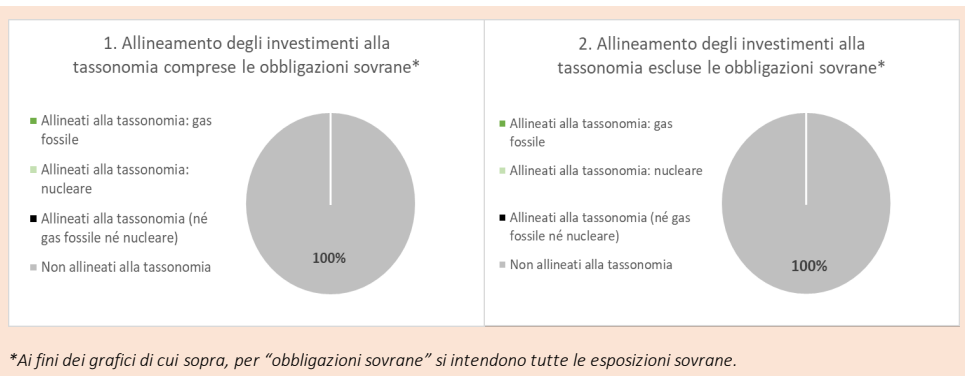 1. Allineamento degli investimenti alla
tassonomia comprese le obbligazioni sovrane*
Allineati alla tassonomia: gas
fossile
Allineati alla tassonomia:
nucleare
Allineati alla tassonomia (né
gas fossile né nucleare)
Non allineati alla tassonomia
100%
2. Allineamento degli investimenti alla
tassonomia escluse le obbligazioni sovrane*
Allineati alla tassonomia: gas
fossile
Allineati alla tassonomia: nucleare
Allineati alla tassonomia (né gas
fossile né nucleare)
Non allineati alla tassonomia
100%
*Ai fini dei grafici di cui sopra, per “obbligazioni sovrane” si intendono tutte le esposizioni sovrane.